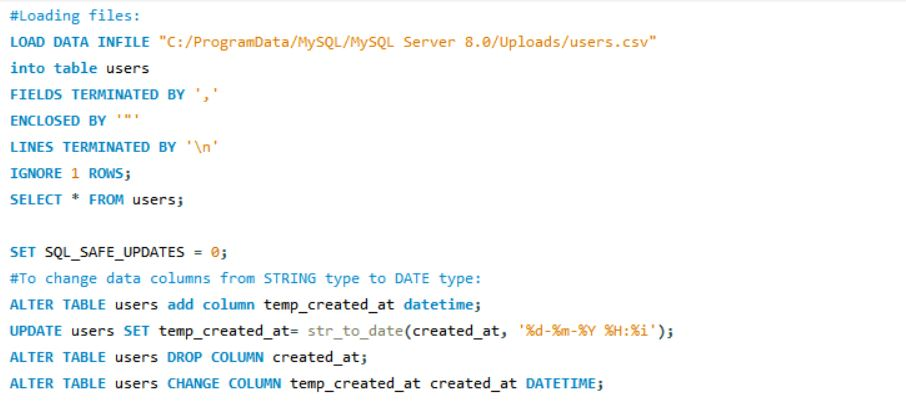 #Loading files:
LOAD DATA INFILE "C:/ProgramData/MySQL/MySQL Server 8.0/Uploads/users.csv"
into table users
FIELDS TERMINATED BY ','
ENCLOSED BY '"'
LINES TERMINATED BY '\n'
IGNORE 1 ROWS;
SELECT * FROM users;
SET SQL_SAFE_UPDATES = 0;
#To change data columns from STRING type to DATE type:
ALTER TABLE users add column temp_created_at datetime;
UPDATE users SET temp_created_at= str_to_date(created_at, '%d-%m-%Y %H:%i');
ALTER TABLE users DROP COLUMN created_at;
ALTER TABLE users CHANGE COLUMN temp_created_at created_at DATETIME;